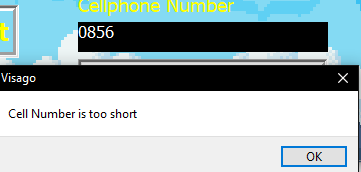 Cellphone Number
t
0856
Visago
Cell Number is too short
OK